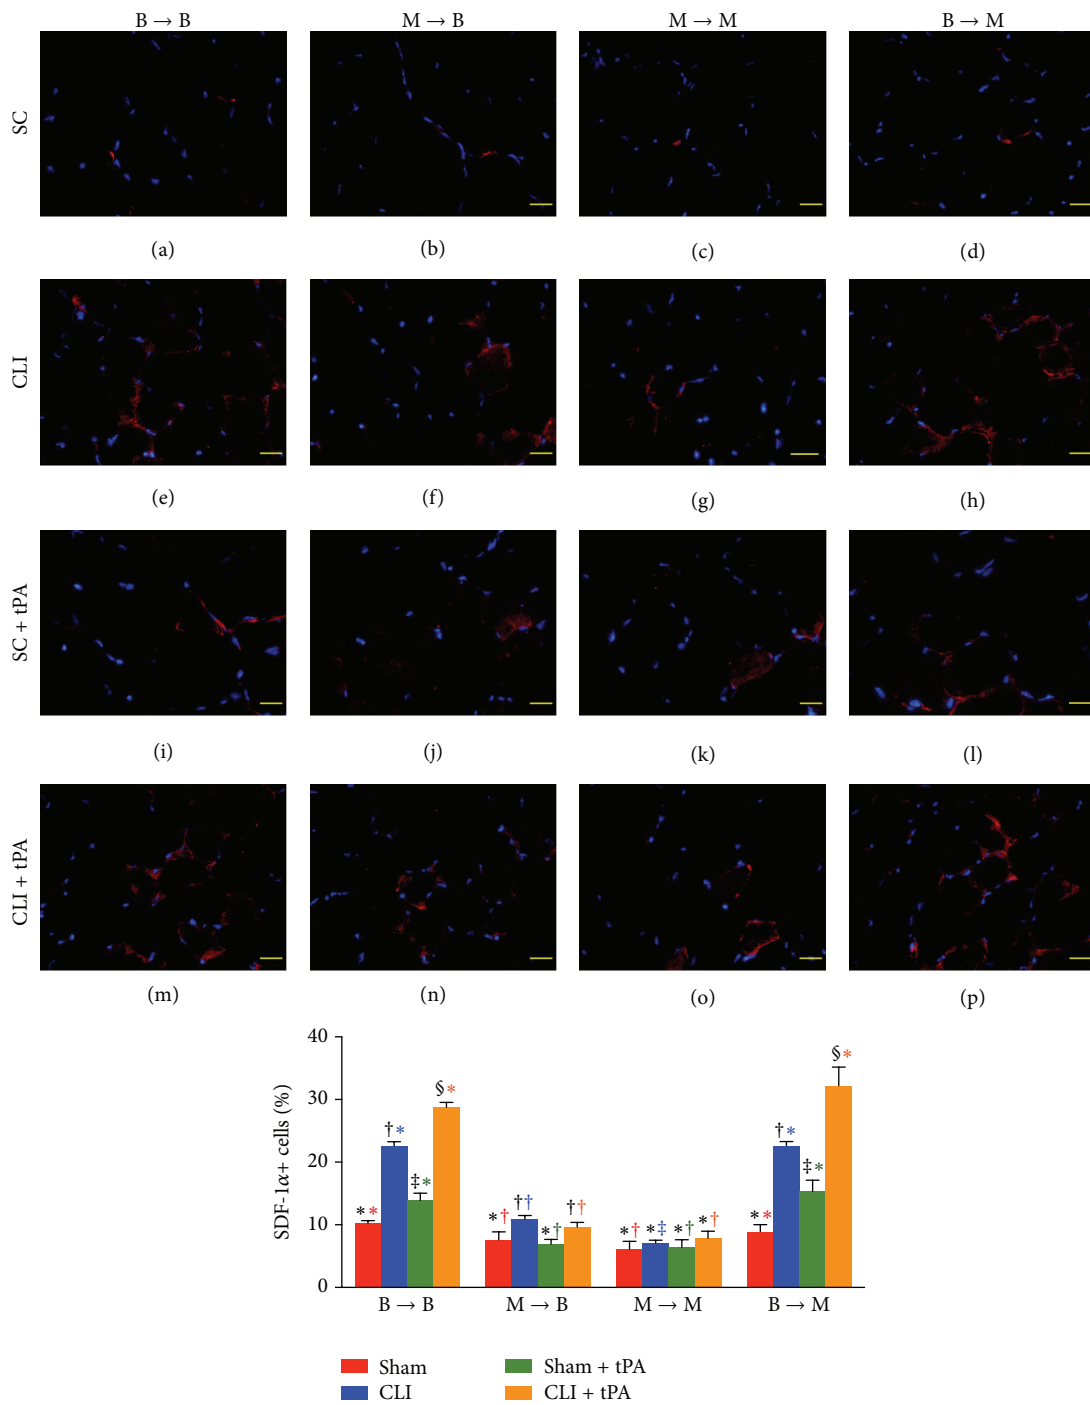 B → B M → B M → M B → M
SC
(a) (b) (c) (d)
CLI
(e) (f) (g) (h)
SC + tPA
(i) (j) (k) (l)
CLI + tPA
(m) (n) (o) (p)
40
30
20
10
0
SDF-1α+ cells (%)
** †* ‡* §*
*† †† *† ††
*† *‡ *† *†
** †* ‡* §*
B → B M → B M → M B → M
Sham Sham + tPA
CLI CLI + tPA